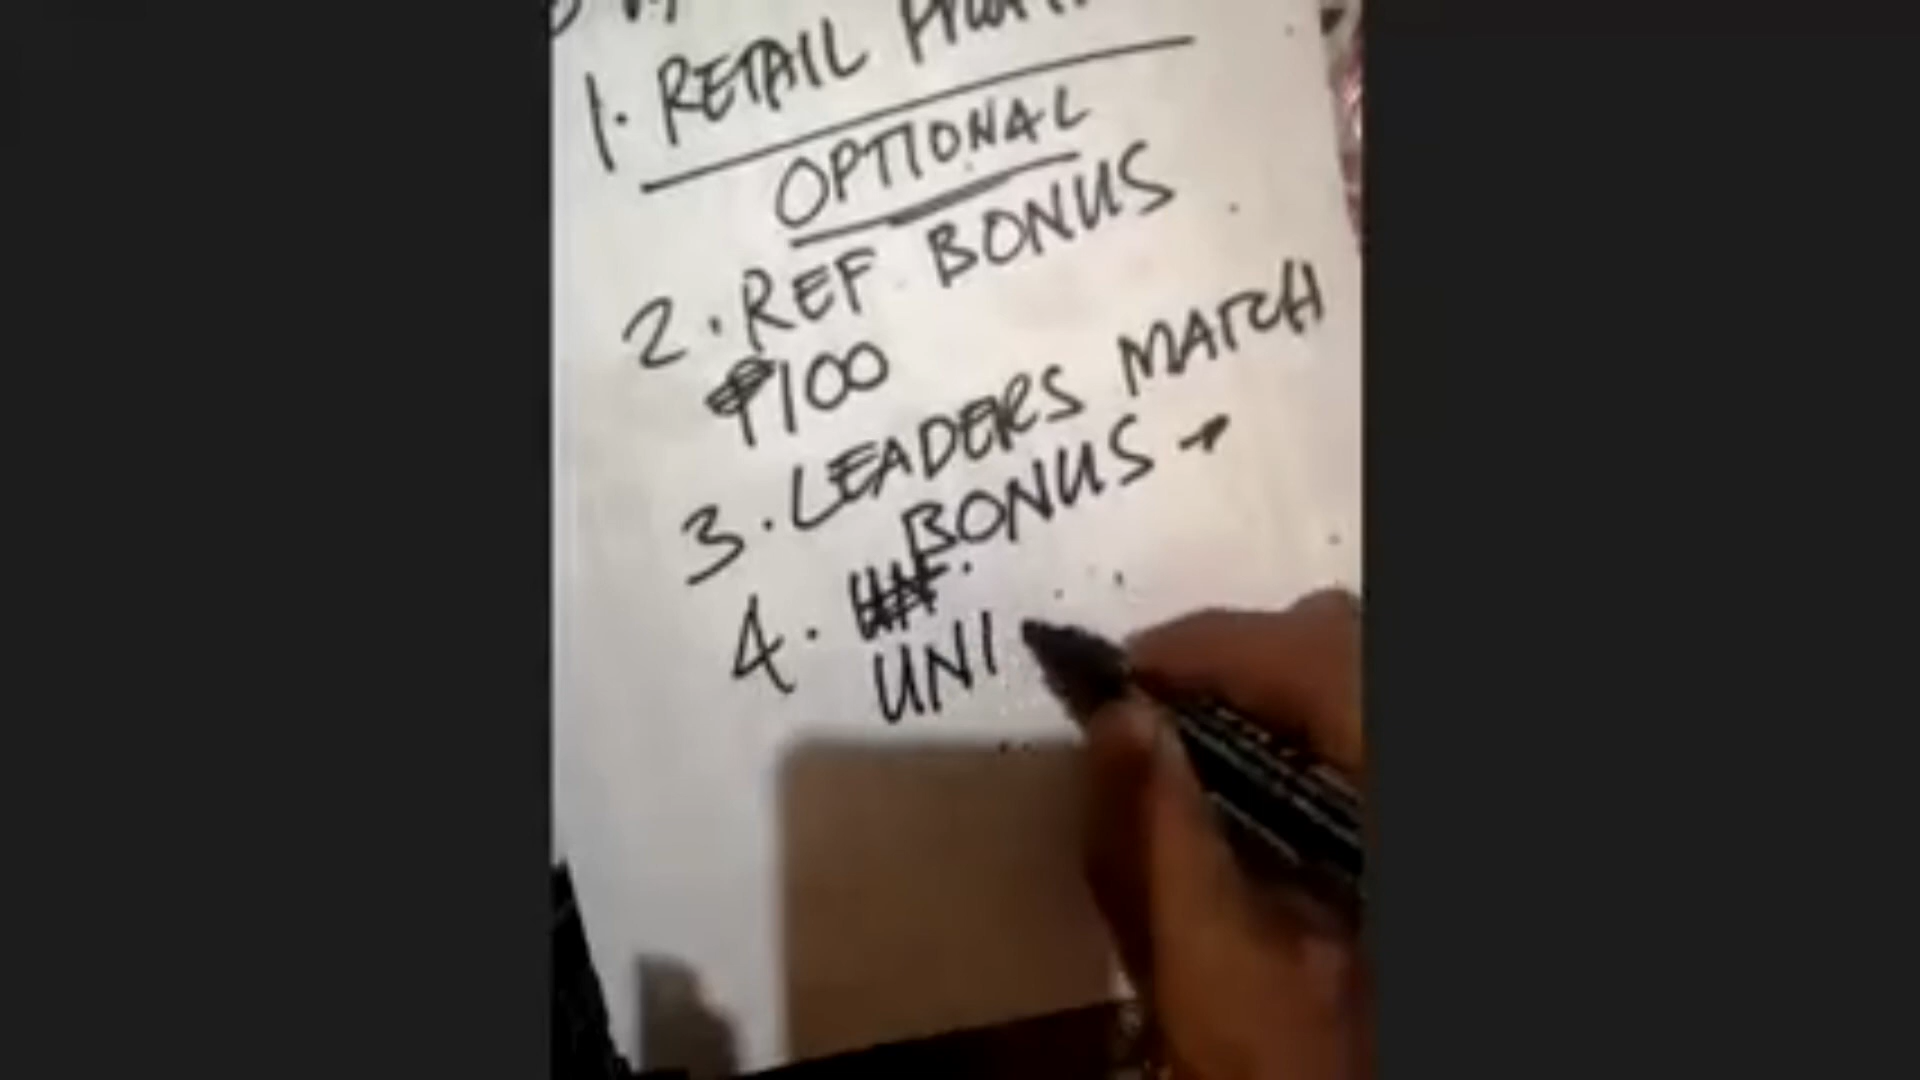 1. RETAIL
OPTIONAL
2. REF BONUS
₱100
3. LEADERS MATCH
BONUS
4.
UNI